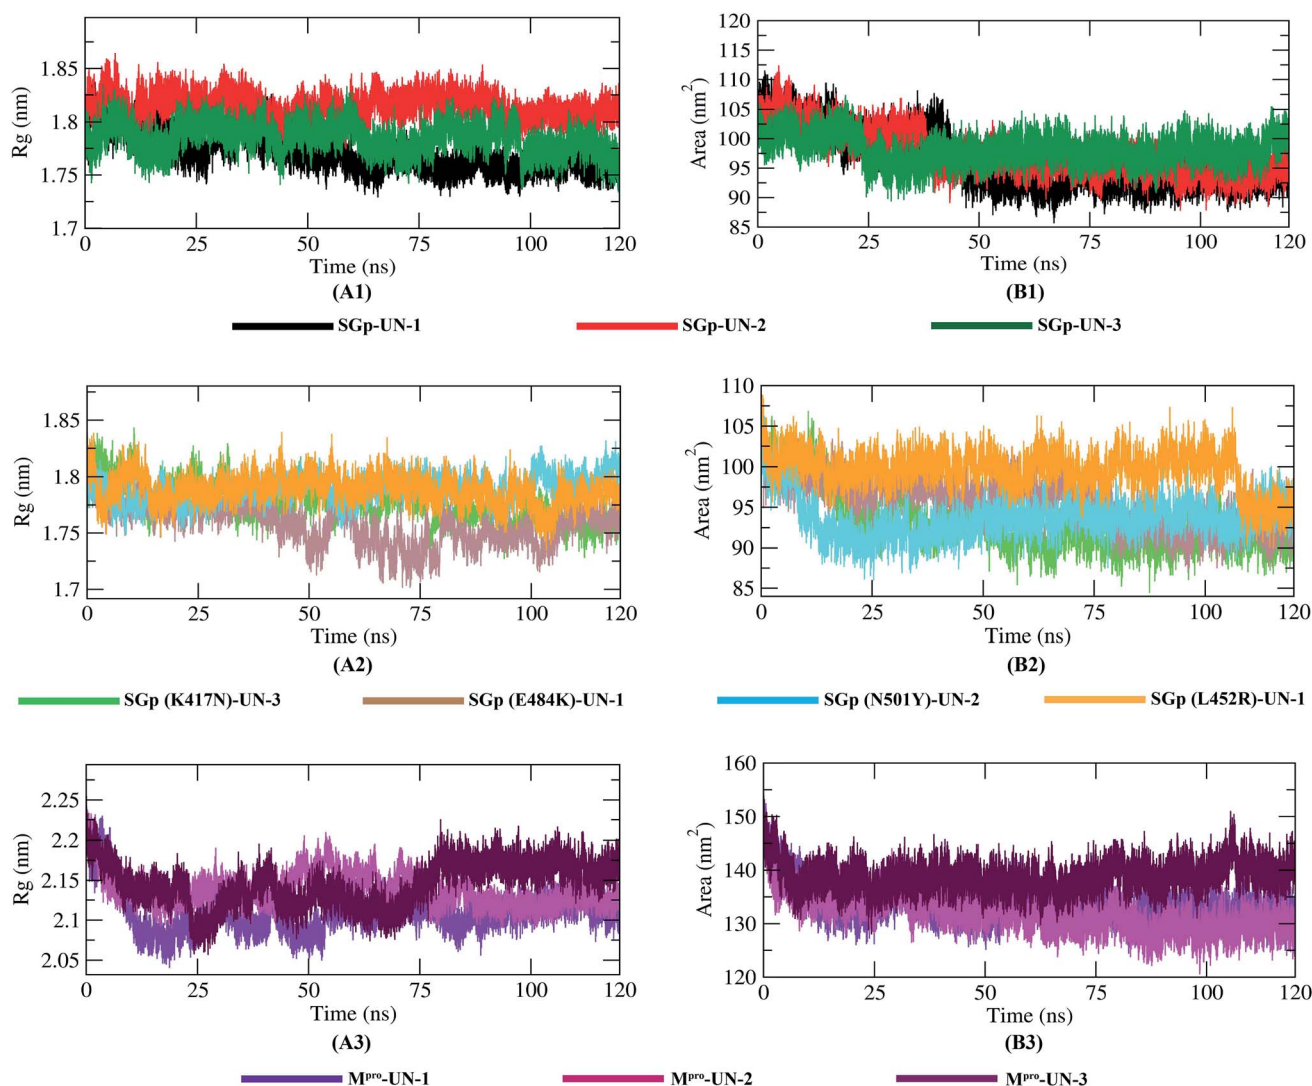 1.85
1.8
1.75
1.7
Rg (nm)
0 25 50 75 100 120
Time (ns)
(A1)
120
115
110
105
100
95
90
85
Area (nm²)
0 25 50 75 100 120
Time (ns)
(B1)
SGp-UN-1 SGp-UN-2 SGp-UN-3
1.85
1.8
1.75
1.7
Rg (nm)
0 25 50 75 100 120
Time (ns)
(A2)
110
105
100
95
90
85
Area (nm²)
0 25 50 75 100 120
Time (ns)
(B2)
SGp (K417N)-UN-3 SGp (E484K)-UN-1 SGp (N501Y)-UN-2 SGp (L452R)-UN-1
2.25
2.2
2.15
2.1
2.05
Rg (nm)
0 25 50 75 100 120
Time (ns)
(A3)
160
150
140
130
120
Area (nm²)
0 25 50 75 100 120
Time (ns)
(B3)
Mᵖʳᵒ-UN-1 Mᵖʳᵒ-UN-2 Mᵖʳᵒ-UN-3